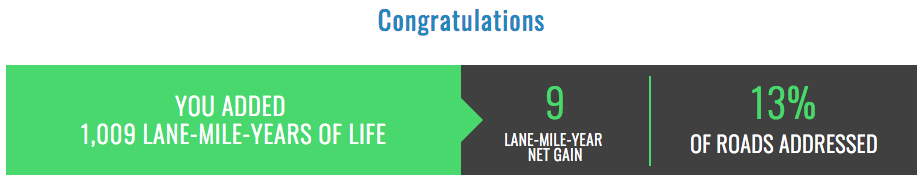 Congratulations
YOU ADDED
1,009 LANE-MILE-YEARS OF LIFE
9
LANE-MILE-YEAR
NET GAIN
13%
OF ROADS ADDRESSED